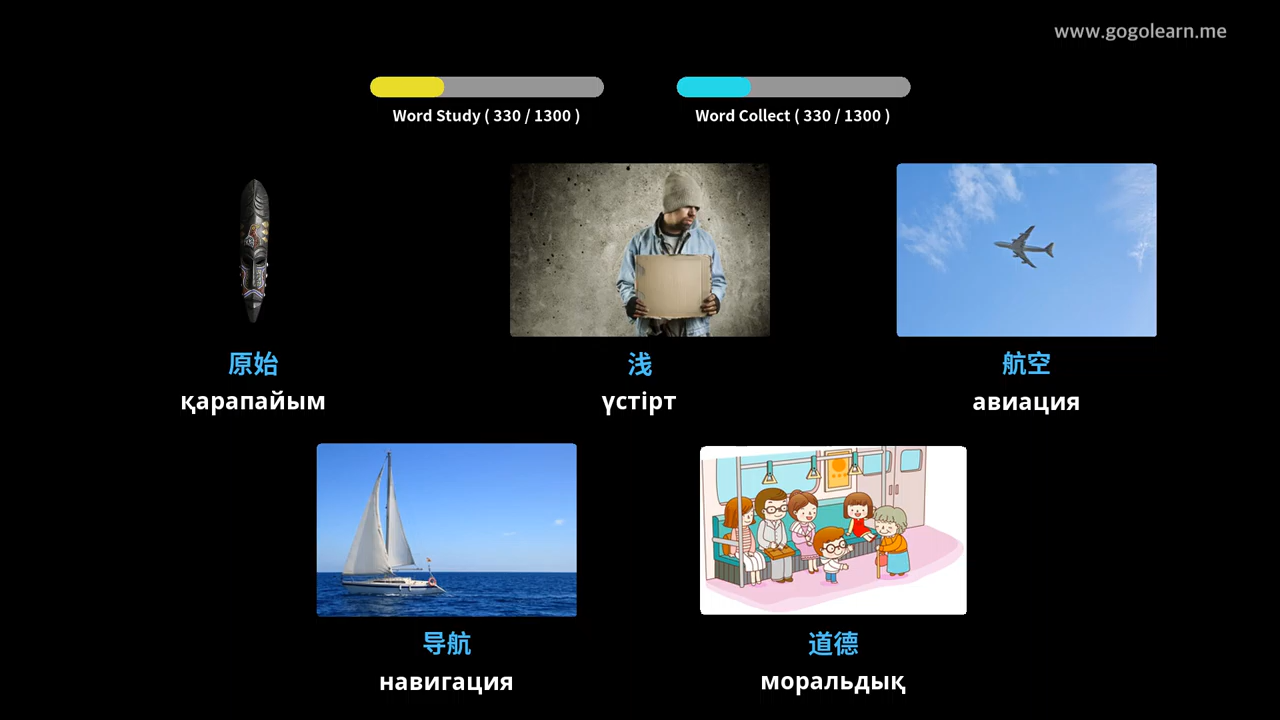 www.gogolearn.me
Word Study ( 330 / 1300 )
Word Collect ( 330 / 1300 )
原始
қарапайым
浅
үстірт
航空
авиация
导航
навигация
道德
моральдық